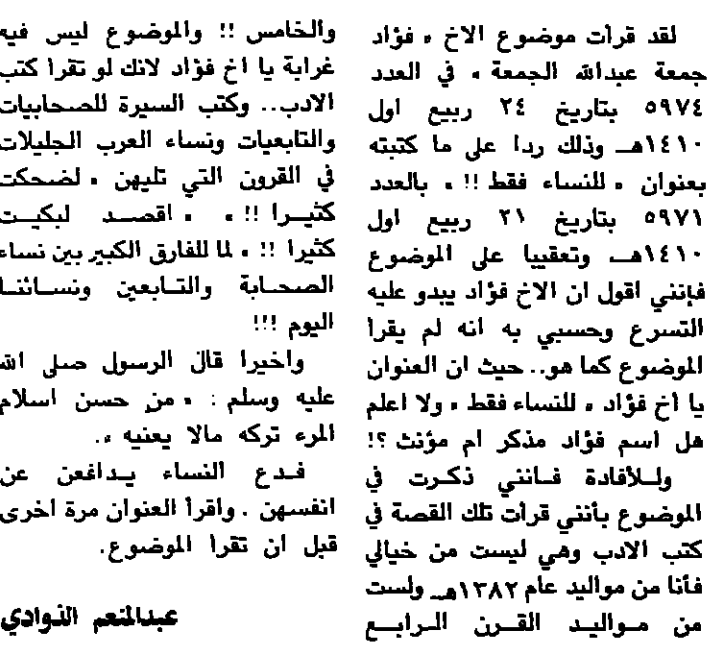 لقد قرأت موضوع الاخ « فؤاد
جمعة عبدالله الجمعة » في العدد
٥٩٧٤ بتاريخ ٢٤ ربيع اول
١٤١٠هـ وذلك ردا على ما كتبته
بعنوان « للنساء فقط !! » بالعدد
٥٩٧١ بتاريخ ٢١ ربيع اول
١٤١٠هـ وتعقيبا على الموضوع
فإنني اقول ان الاخ فؤاد يبدو عليه
التسرع وحسبي به انه لم يقرأ
الموضوع كما هو.. حيث ان العنوان
يا أخ فؤاد « للنساء فقط » ولا اعلم
هل اسم فؤاد مذكر ام مؤنث ؟!
وللأفادة فانني ذكرت في
الموضوع بأنني قرأت تلك القصة في
كتب الادب وهي ليست من خيالي
فأنا من مواليد عام ١٣٨٢هـ ولست
من مواليد القرن الرابع
والخامس !! والموضوع ليس فيه
غرابة يا اخ فؤاد لانك لو تقرا كتب
الادب.. وكتب السيرة للصحابيات
والتابعيات ونساء العرب الجليلات
في القرون التي تليهن « لضحكت
كثيرا !! » « اقصد لبكيت
كثيرا !! » لما للفارق الكبير بين نساء
الصحابة والتابعين ونسائنا
اليوم !!!
واخيرا قال الرسول صلى الله
عليه وسلم : « من حسن اسلام
المرء تركه مالا يعنيه ».
فدع النساء يدافعن عن
انفسهن . واقرأ العنوان مرة اخرى
قبل ان تقرا الموضوع.
عبدالمنعم الذوادي